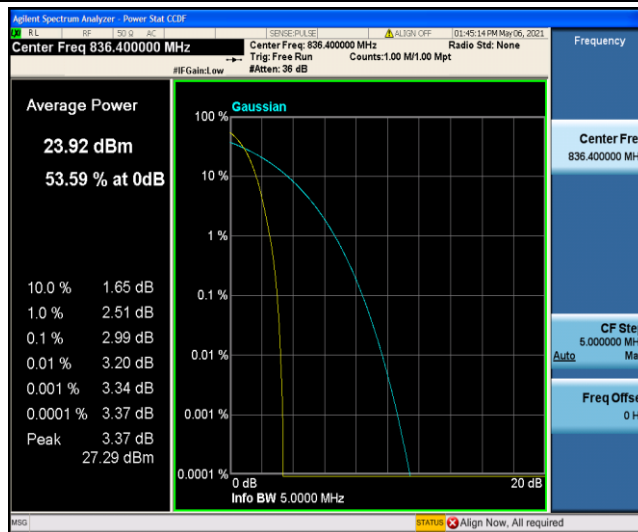 Agilent Spectrum Analyzer - Power Stat CCDF
RL RF 50 Ω AC SENSE:PULSE ALIGN OFF 01:45:14 PM May 06, 2021
Center Freq 836.400000 MHz
Center Freq: 836.400000 MHz Radio Std: None
Trig: Free Run Counts:1.00 M/1.00 Mpt
#IFGain:Low #Atten: 36 dB
Frequency
Average Power
23.92 dBm
53.59 % at 0dB
10.0 % 1.65 dB
1.0 % 2.51 dB
0.1 % 2.99 dB
0.01 % 3.20 dB
0.001 % 3.34 dB
0.0001 % 3.37 dB
Peak 3.37 dB
27.29 dBm
Gaussian
100 %
10 %
1 %
0.1 %
0.01 %
0.001 %
0.0001 %
0 dB 20 dB
Info BW 5.0000 MHz
Center Fre
836.400000 MH
CF Ste
5.000000 MH
Auto Ma
Freq Offse
0 H
MSG STATUS Align Now, All required